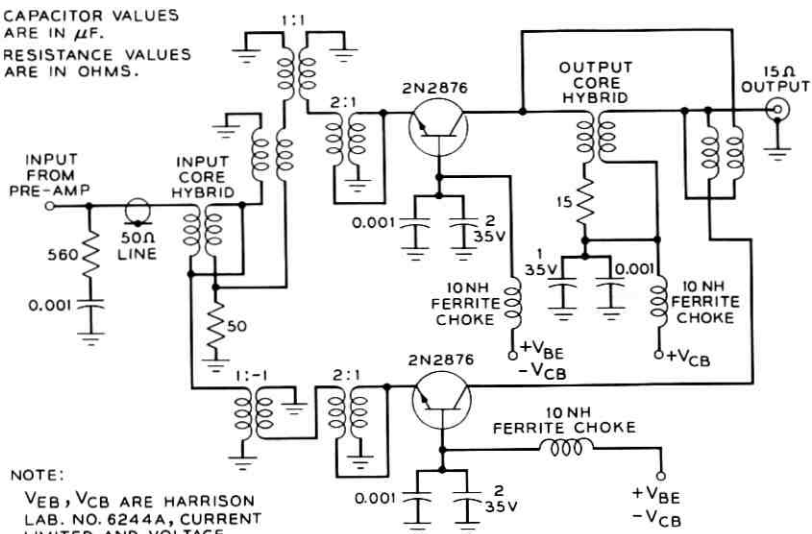 CAPACITOR VALUES
ARE IN μF.
RESISTANCE VALUES
ARE IN OHMS.
1:1
2:1
2N2876
OUTPUT
CORE
HYBRID
15Ω
OUTPUT
INPUT
FROM
PRE-AMP
INPUT
CORE
HYBRID
50Ω
LINE
560
0.001
50
0.001
2
35V
15
1
35V
0.001
10 NH
FERRITE
CHOKE
10 NH
FERRITE
CHOKE
+VBE
-VCB
+VCB
1:-1
2:1
2N2876
10 NH
FERRITE CHOKE
0.001
2
35V
+VBE
-VCB
NOTE:
VEB, VCB ARE HARRISON
LAB. NO. 6244A, CURRENT
LIMITED AND VOLTAGE